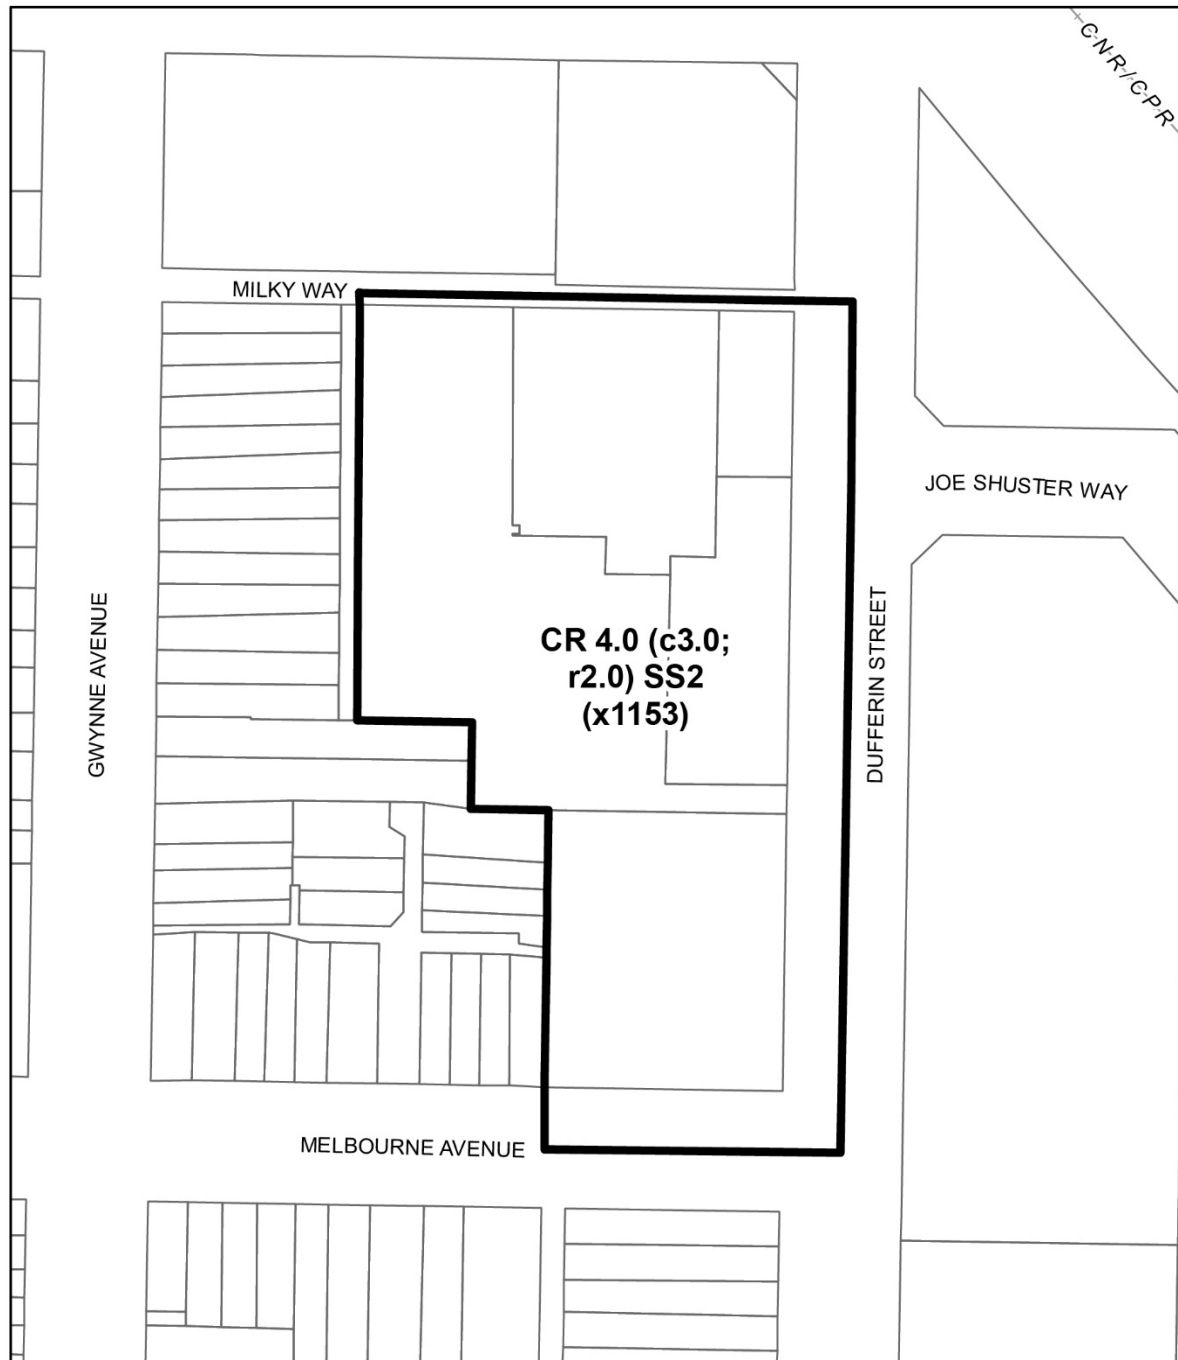 C-N-R-/-C-P-R
MILKY WAY
JOE SHUSTER WAY
GWYNNE AVENUE
CR 4.0 (c3.0;
r2.0) SS2
(x1153)
DUFFERIN STREET
MELBOURNE AVENUE